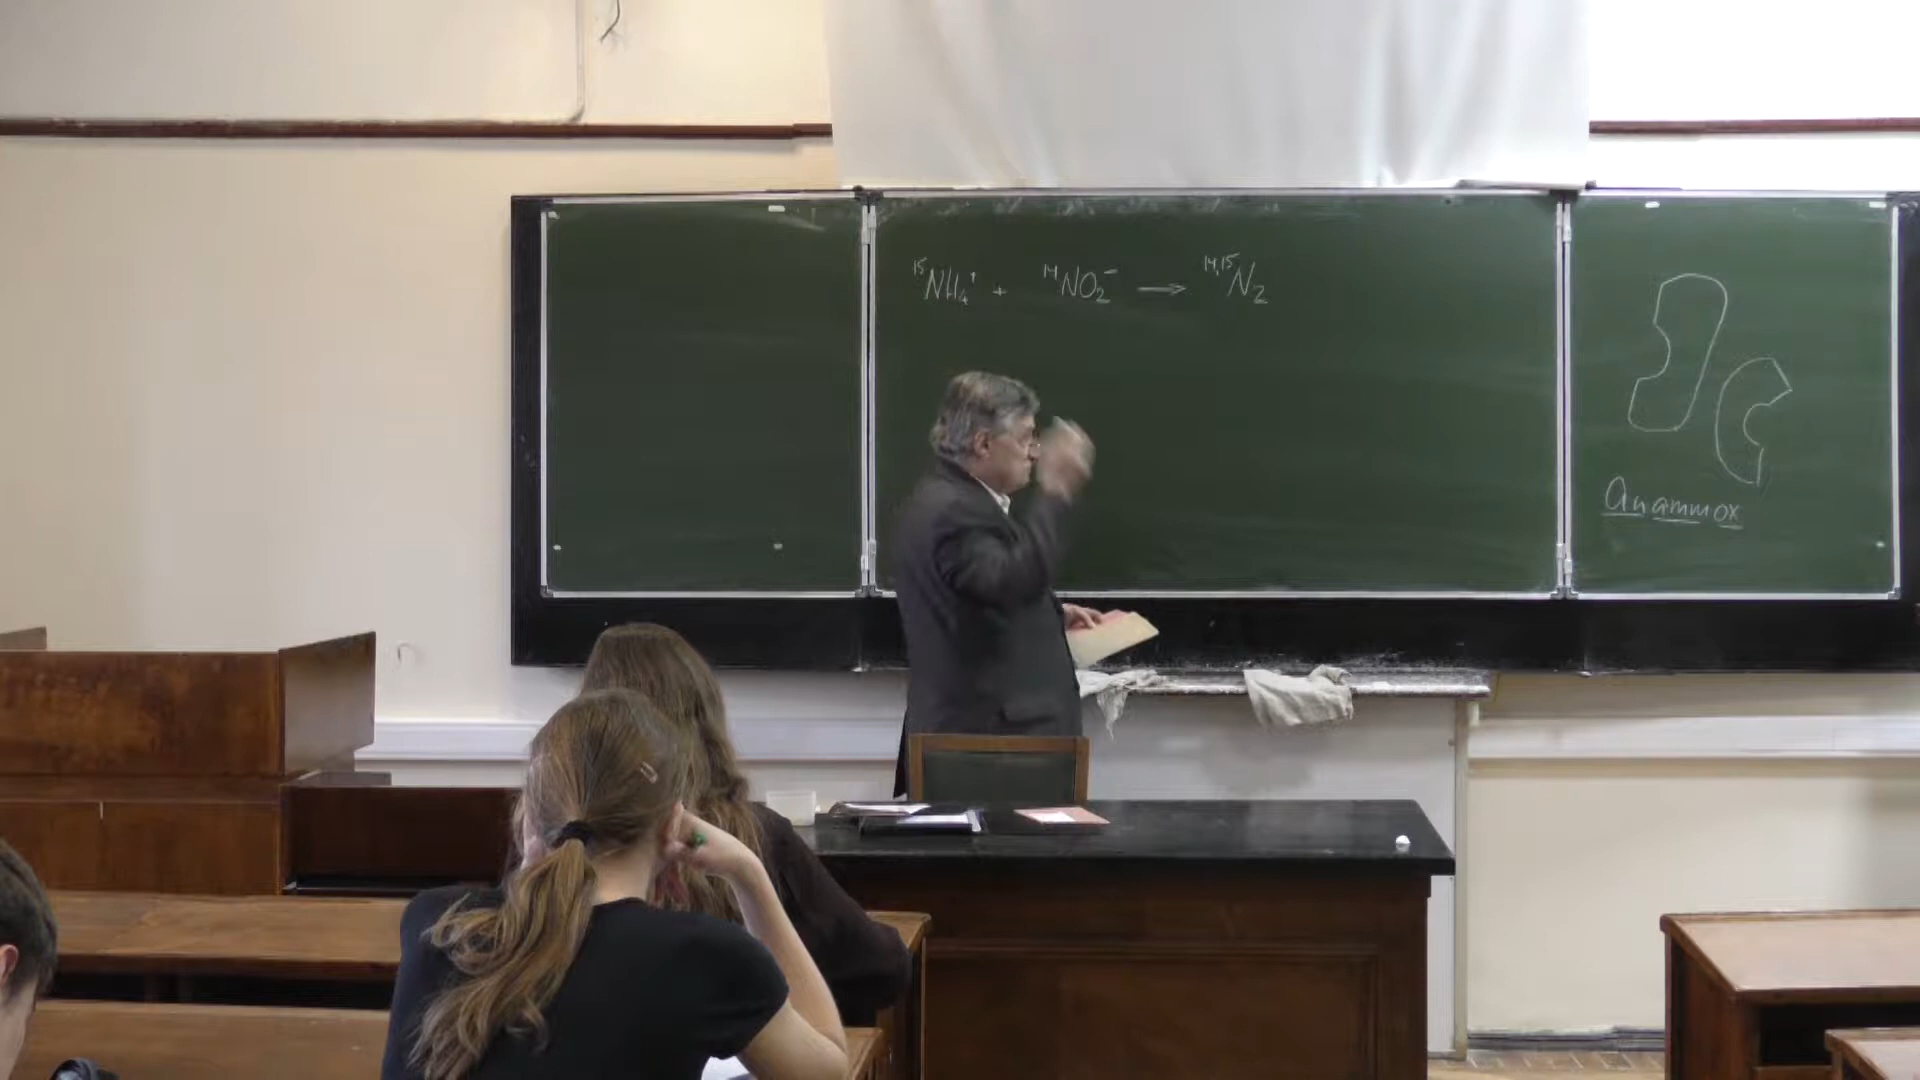 ¹⁵NH₄⁺ + ¹⁴NO₂⁻ → ¹⁴,¹⁵N₂
Anammox